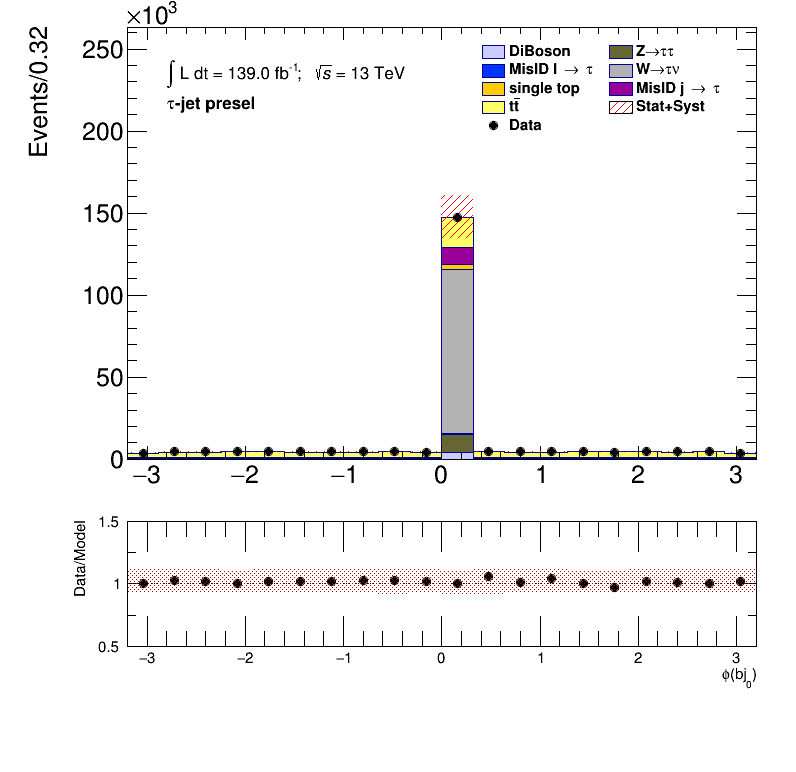 ×10³
Events/0.32
250
200
150
100
50
0
∫ L dt = 139.0 fb⁻¹; √s = 13 TeV
τ-jet presel
DiBoson
Z→ττ
MisID l → τ
W→τν
single top
MisID j → τ
tt̄
Stat+Syst
Data
−3 −2 −1 0 1 2 3
Data/Model
1.5
1
0.5
−3 −2 −1 0 1 2 3
ϕ(bj₀)